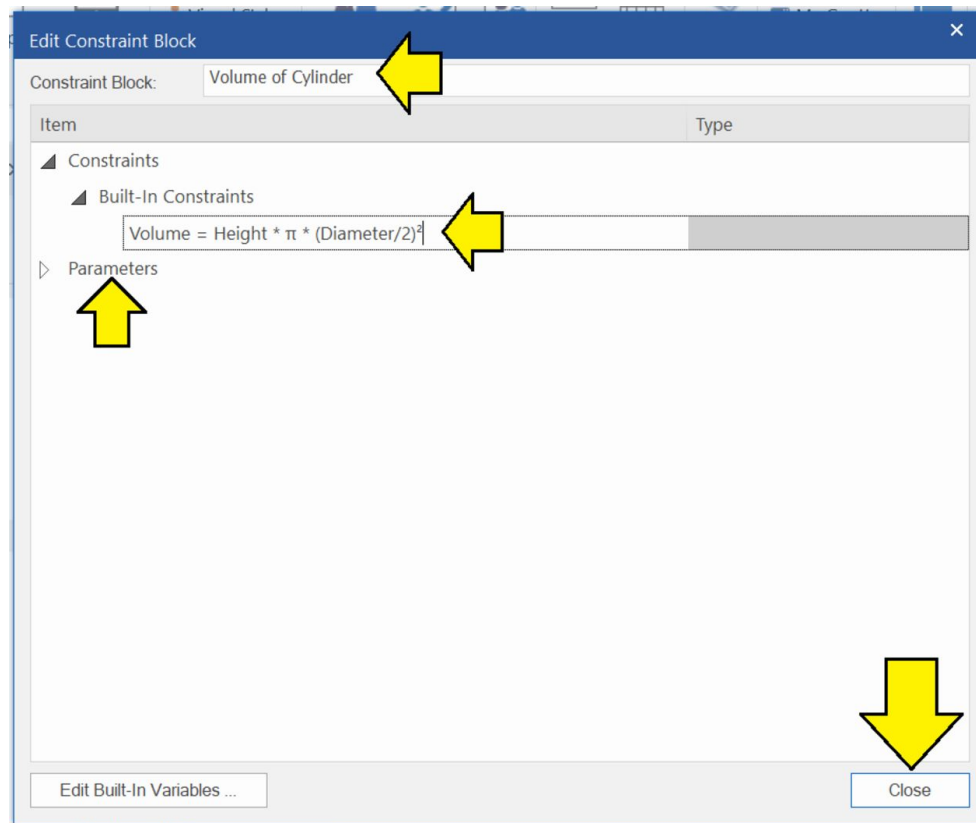 Edit Constraint Block
Constraint Block: Volume of Cylinder
Item Type
Constraints
Built-In Constraints
Volume = Height * π * (Diameter/2)²
Parameters
Edit Built-In Variables ...
Close